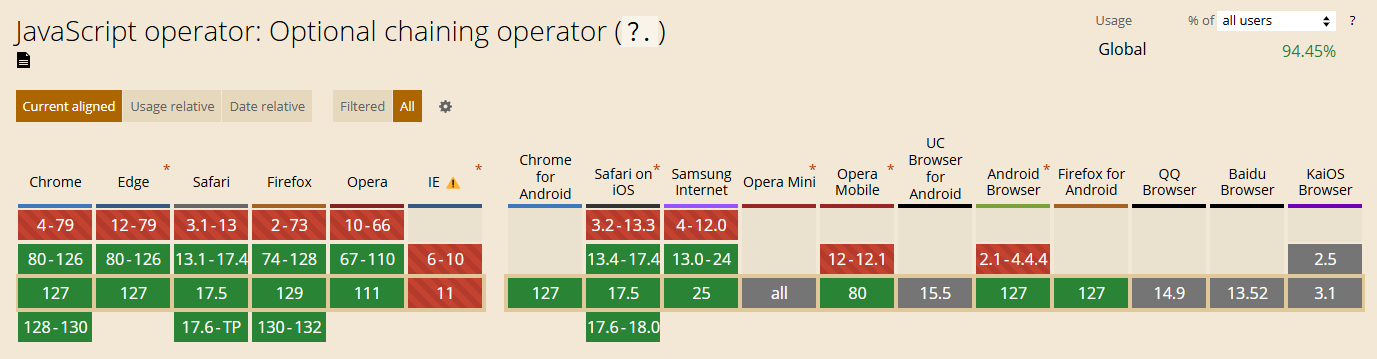 JavaScript operator: Optional chaining operator (?.)
Usage % of all users ?
Global 94.45%
Current aligned Usage relative Date relative Filtered All
Chrome Edge * Safari Firefox Opera IE * Chrome for Android Safari on iOS * Samsung Internet Opera Mini * Opera Mobile * UC Browser for Android Android Browser * Firefox for Android QQ Browser Baidu Browser KaiOS Browser
4-79 12-79 3.1-13 2-73 10-66 3.2-13.3 4-12.0
80-126 80-126 13.1-17.4 74-128 67-110 6-10 13.4-17.4 13.0-24 12-12.1 2.1-4.4.4 2.5
127 127 17.5 129 111 11 127 17.5 25 all 80 15.5 127 127 14.9 13.52 3.1
128-130 17.6-TP 130-132 17.6-18.0